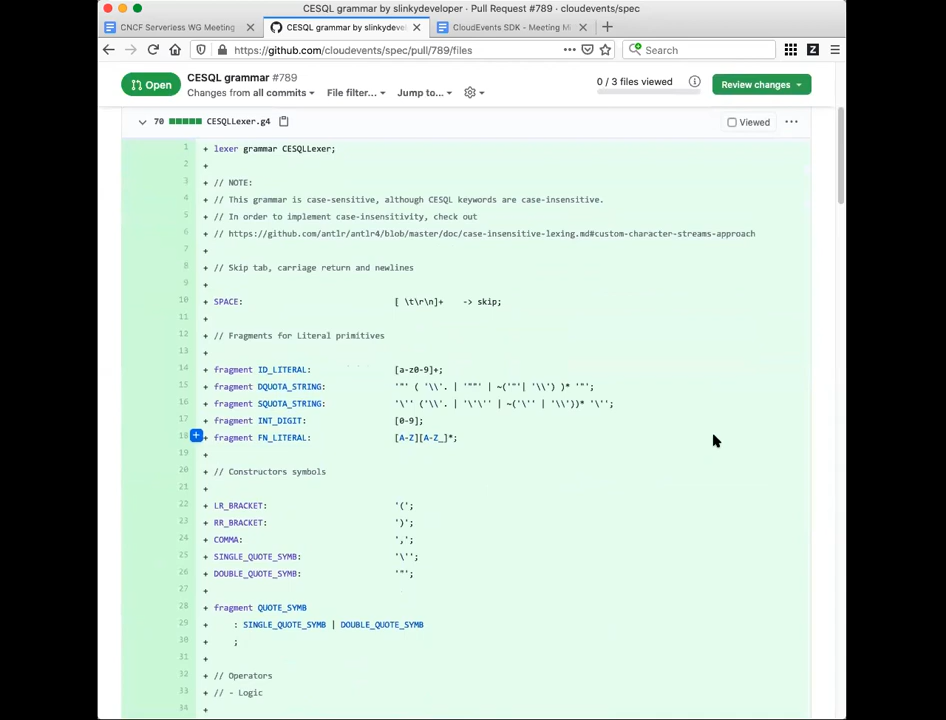 CESQL grammar by slinkydeveloper · Pull Request #789 · cloudevents/spec
CNCF Serverless WG Meeting
CESQL grammar by slinkydevel
CloudEvents SDK - Meeting Mi
https://github.com/cloudevents/spec/pull/789/files
Search
Open
CESQL grammar #789
Changes from all commits
File filter...
Jump to...
0 / 3 files viewed
Review changes
70 CESQLLexer.g4
Viewed
1 + lexer grammar CESQLLexer;
2 +
3 + // NOTE:
4 + // This grammar is case-sensitive, although CESQL keywords are case-insensitive.
5 + // In order to implement case-insensitivity, check out
6 + // https://github.com/antlr/antlr4/blob/master/doc/case-insensitive-lexing.md#custom-character-streams-approach
7 +
8 + // Skip tab, carriage return and newlines
9 +
10 + SPACE: [ \t\r\n]+ -> skip;
11 +
12 + // Fragments for Literal primitives
13 +
14 + fragment ID_LITERAL: [a-z0-9]+;
15 + fragment DQUOTA_STRING: '"' ( '\\'. | '""' | ~('"'| '\\') )* '"';
16 + fragment SQUOTA_STRING: '\'' ('\\'. | '\'\'' | ~('\'' | '\\'))* '\'';
17 + fragment INT_DIGIT: [0-9];
18 + fragment FN_LITERAL: [A-Z][A-Z_]*;
19 +
20 + // Constructors symbols
21 +
22 + LR_BRACKET: '(';
23 + RR_BRACKET: ')';
24 + COMMA: ',';
25 + SINGLE_QUOTE_SYMB: '\'';
26 + DOUBLE_QUOTE_SYMB: '"';
27 +
28 + fragment QUOTE_SYMB
29 + : SINGLE_QUOTE_SYMB | DOUBLE_QUOTE_SYMB
30 + ;
31 +
32 + // Operators
33 + // - Logic
34 +